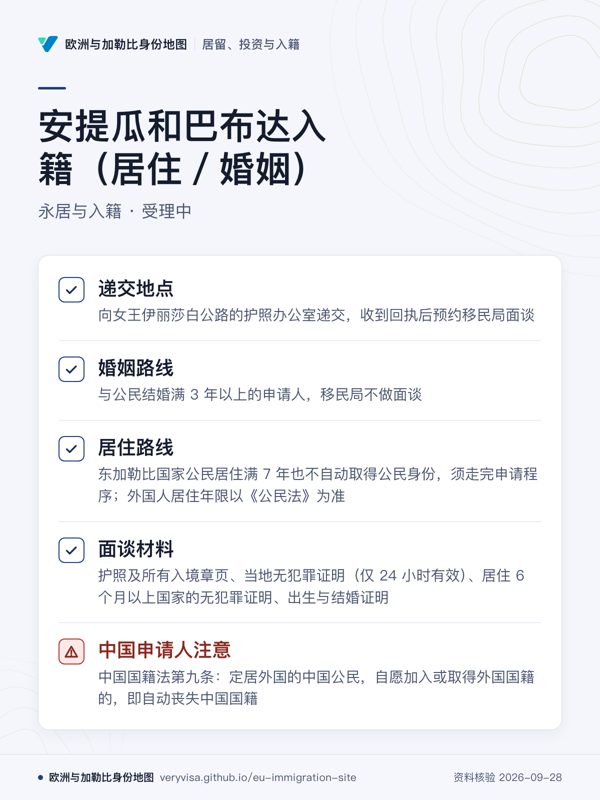 欧洲与加勒比身份地图 居留、投资与入籍
安提瓜和巴布达入
籍（居住 / 婚姻）
永居与入籍 · 受理中
递交地点
向女王伊丽莎白公路的护照办公室递交，收到回执后预约移民局面谈
婚姻路线
与公民结婚满 3 年以上的申请人，移民局不做面谈
居住路线
东加勒比国家公民居住满 7 年也不自动取得公民身份，须走完申请程
序；外国人居住年限以《公民法》为准
面谈材料
护照及所有入境章页、当地无犯罪证明（仅 24 小时有效）、居住 6
个月以上国家的无犯罪证明、出生与结婚证明
中国申请人注意
中国国籍法第九条：定居外国的中国公民，自愿加入或取得外国国籍
的，即自动丧失中国国籍
欧洲与加勒比身份地图 veryvisa.github.io/eu-immigration-site 资料核验 2026-09-28